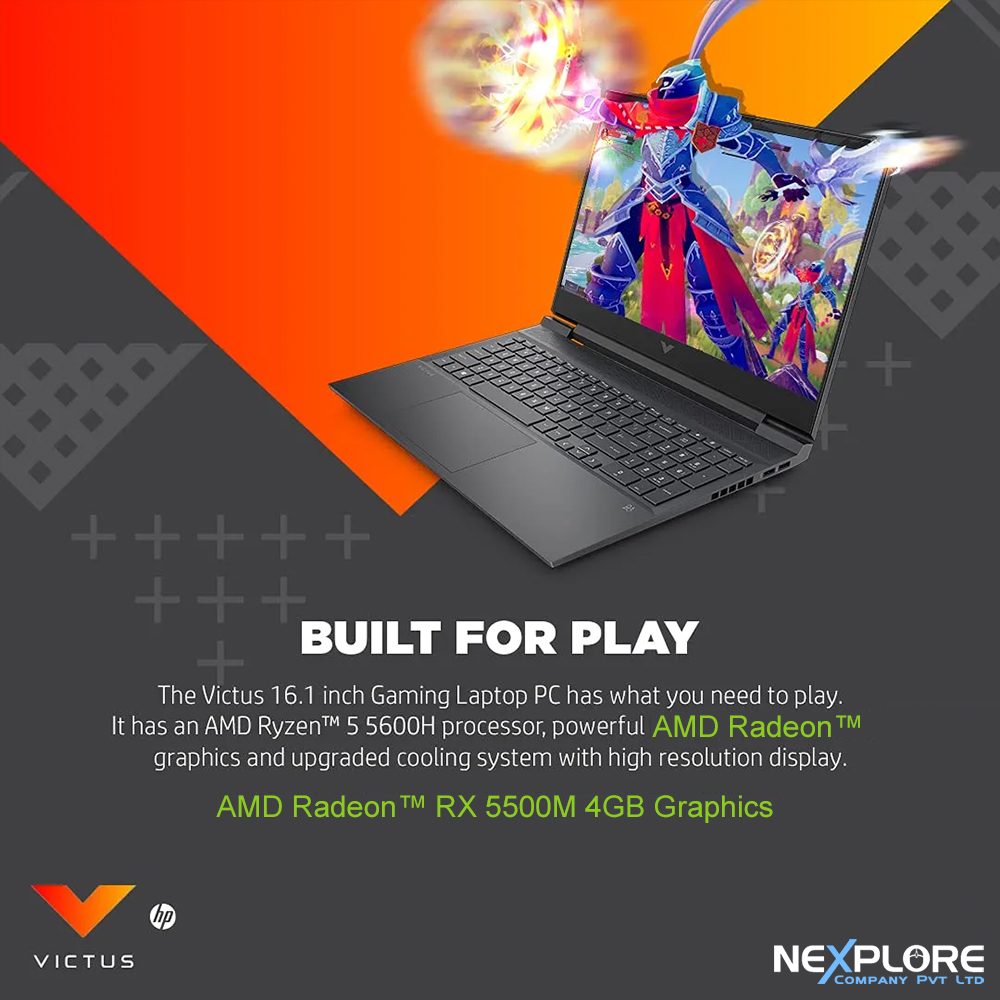 BUILT FOR PLAY
The Victus 16.1 inch Gaming Laptop PC has what you need to play.
It has an AMD Ryzen™ 5 5600H processor, powerful AMD Radeon™
graphics and upgraded cooling system with high resolution display.
AMD Radeon™ RX 5500M 4GB Graphics
hp
VICTUS
NEXPLORE
COMPANY PVT LTD